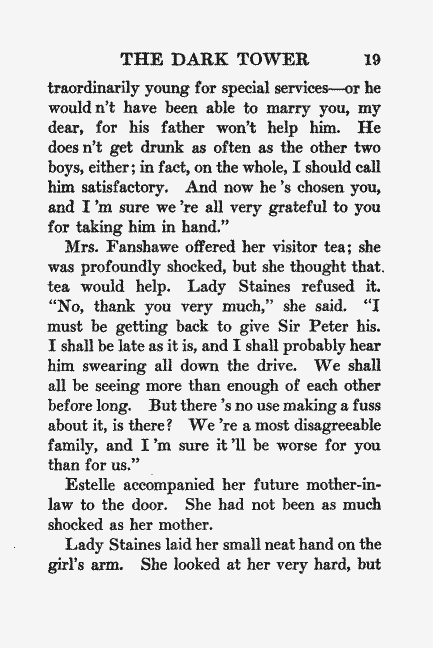 THE DARK TOWER 19
traordinarily young for special services—or he
would n't have been able to marry you, my
dear, for his father won't help him. He
does n't get drunk as often as the other two
boys, either; in fact, on the whole, I should call
him satisfactory. And now he 's chosen you,
and I 'm sure we 're all very grateful to you
for taking him in hand."
Mrs. Fanshawe offered her visitor tea; she
was profoundly shocked, but she thought that
tea would help. Lady Staines refused it.
"No, thank you very much," she said. "I
must be getting back to give Sir Peter his.
I shall be late as it is, and I shall probably hear
him swearing all down the drive. We shall
all be seeing more than enough of each other
before long. But there 's no use making a fuss
about it, is there? We 're a most disagreeable
family, and I 'm sure it 'll be worse for you
than for us."
Estelle accompanied her future mother-in-
law to the door. She had not been as much
shocked as her mother.
Lady Staines laid her small neat hand on the
girl's arm. She looked at her very hard, but